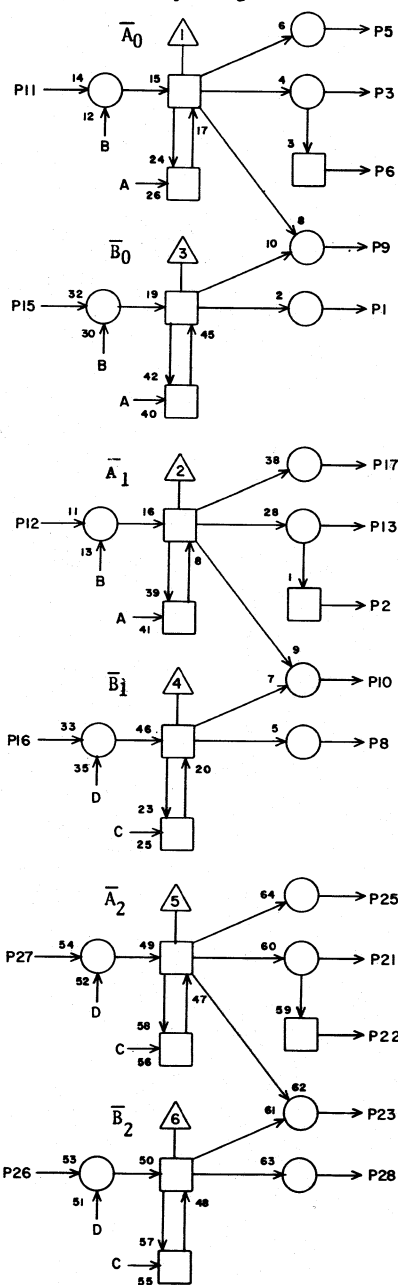 A̅0 1 6 P5
P11 14 15 4 P3
12 17 3
B 24 P6
A 26 8
B̅0 3 10 P9
P15 32 19 2 P1
30 45
B 42
A 40
A̅1 2 38 P17
P12 11 16 28 P13
13 8 1
B 39 P2
A 41 9
B̅1 4 7 P10
P16 33 46 5 P8
35 20
D 23
C 25
A̅2 5 64 P25
P27 54 49 60 P21
52 47 59
D 58 P22
C 56 62
B̅2 6 61 P23
P26 53 50 63 P28
51 48
D 57
C 55